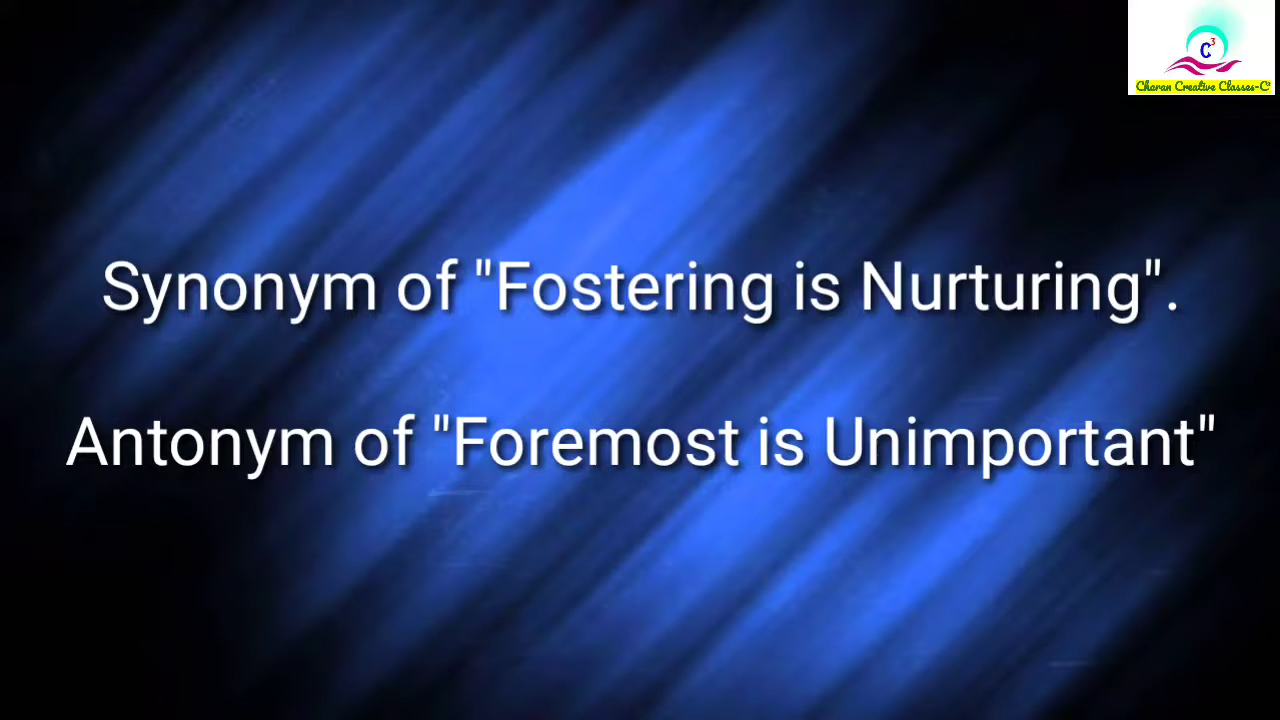 C3
Charan Creative Classes-C3
Synonym of "Fostering is Nurturing".
Antonym of "Foremost is Unimportant"